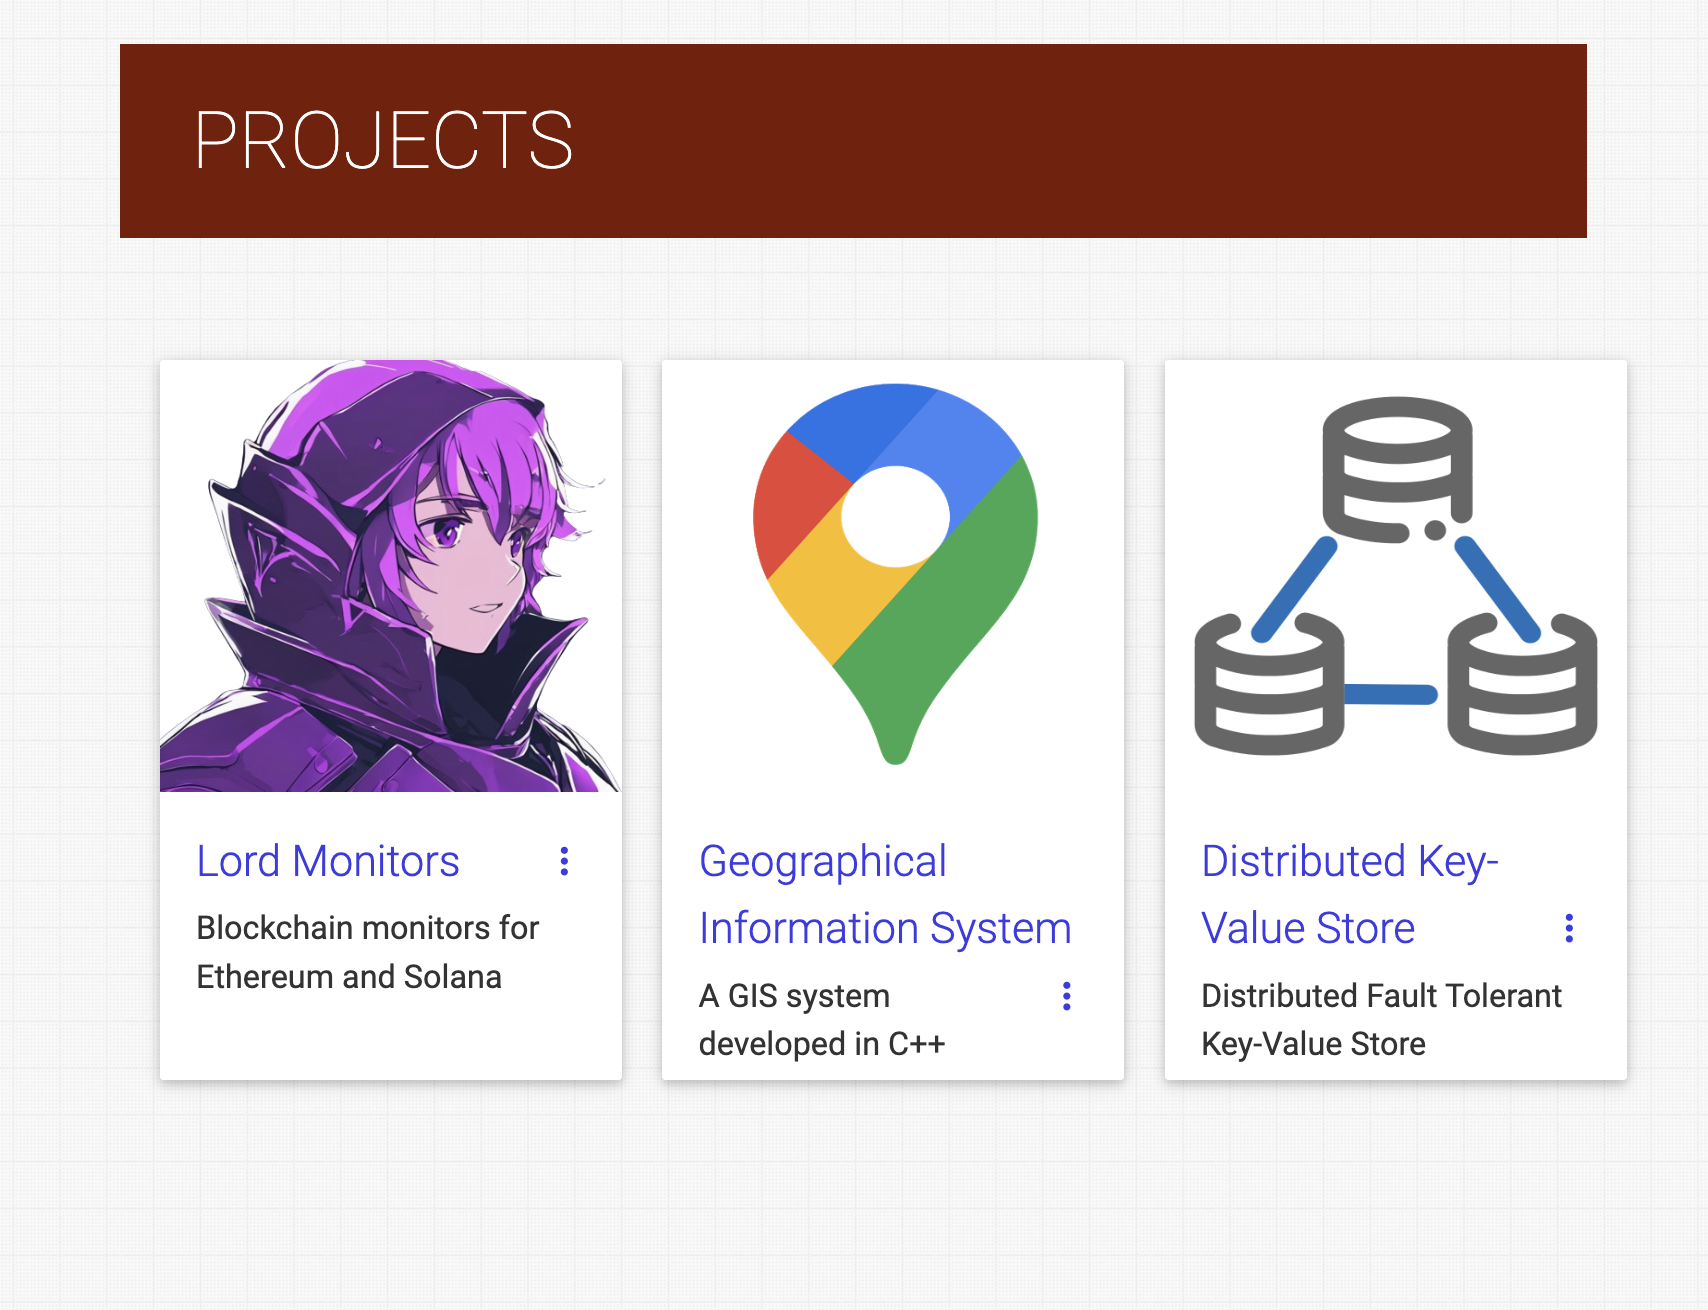 PROJECTS
Lord Monitors
Blockchain monitors for
Ethereum and Solana
Geographical
Information System
A GIS system
developed in C++
Distributed Key-
Value Store
Distributed Fault Tolerant
Key-Value Store